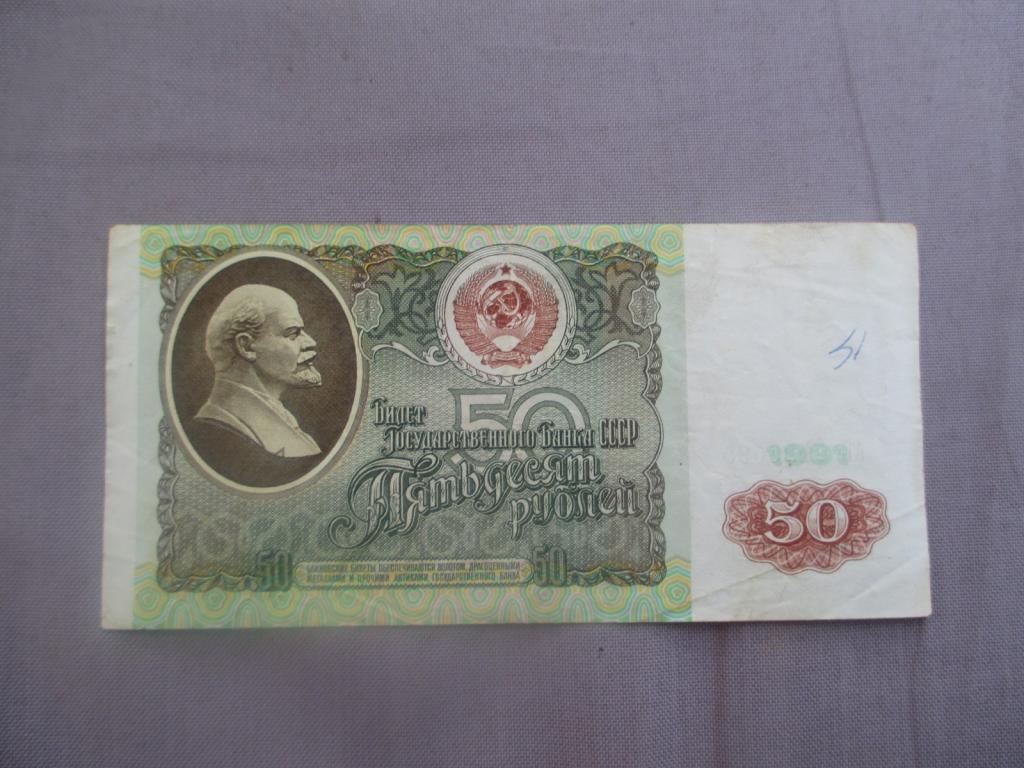 Билет
Государственного Банка СССР
50
Пятьдесят
рублей
50
БАНКОВСКИЕ БИЛЕТЫ ОБЕСПЕЧИВАЮТСЯ ЗОЛОТОМ, ДРАГОЦЕННЫМИ
МЕТАЛЛАМИ И ПРОЧИМИ АКТИВАМИ ГОСУДАРСТВЕННОГО БАНКА
50
50